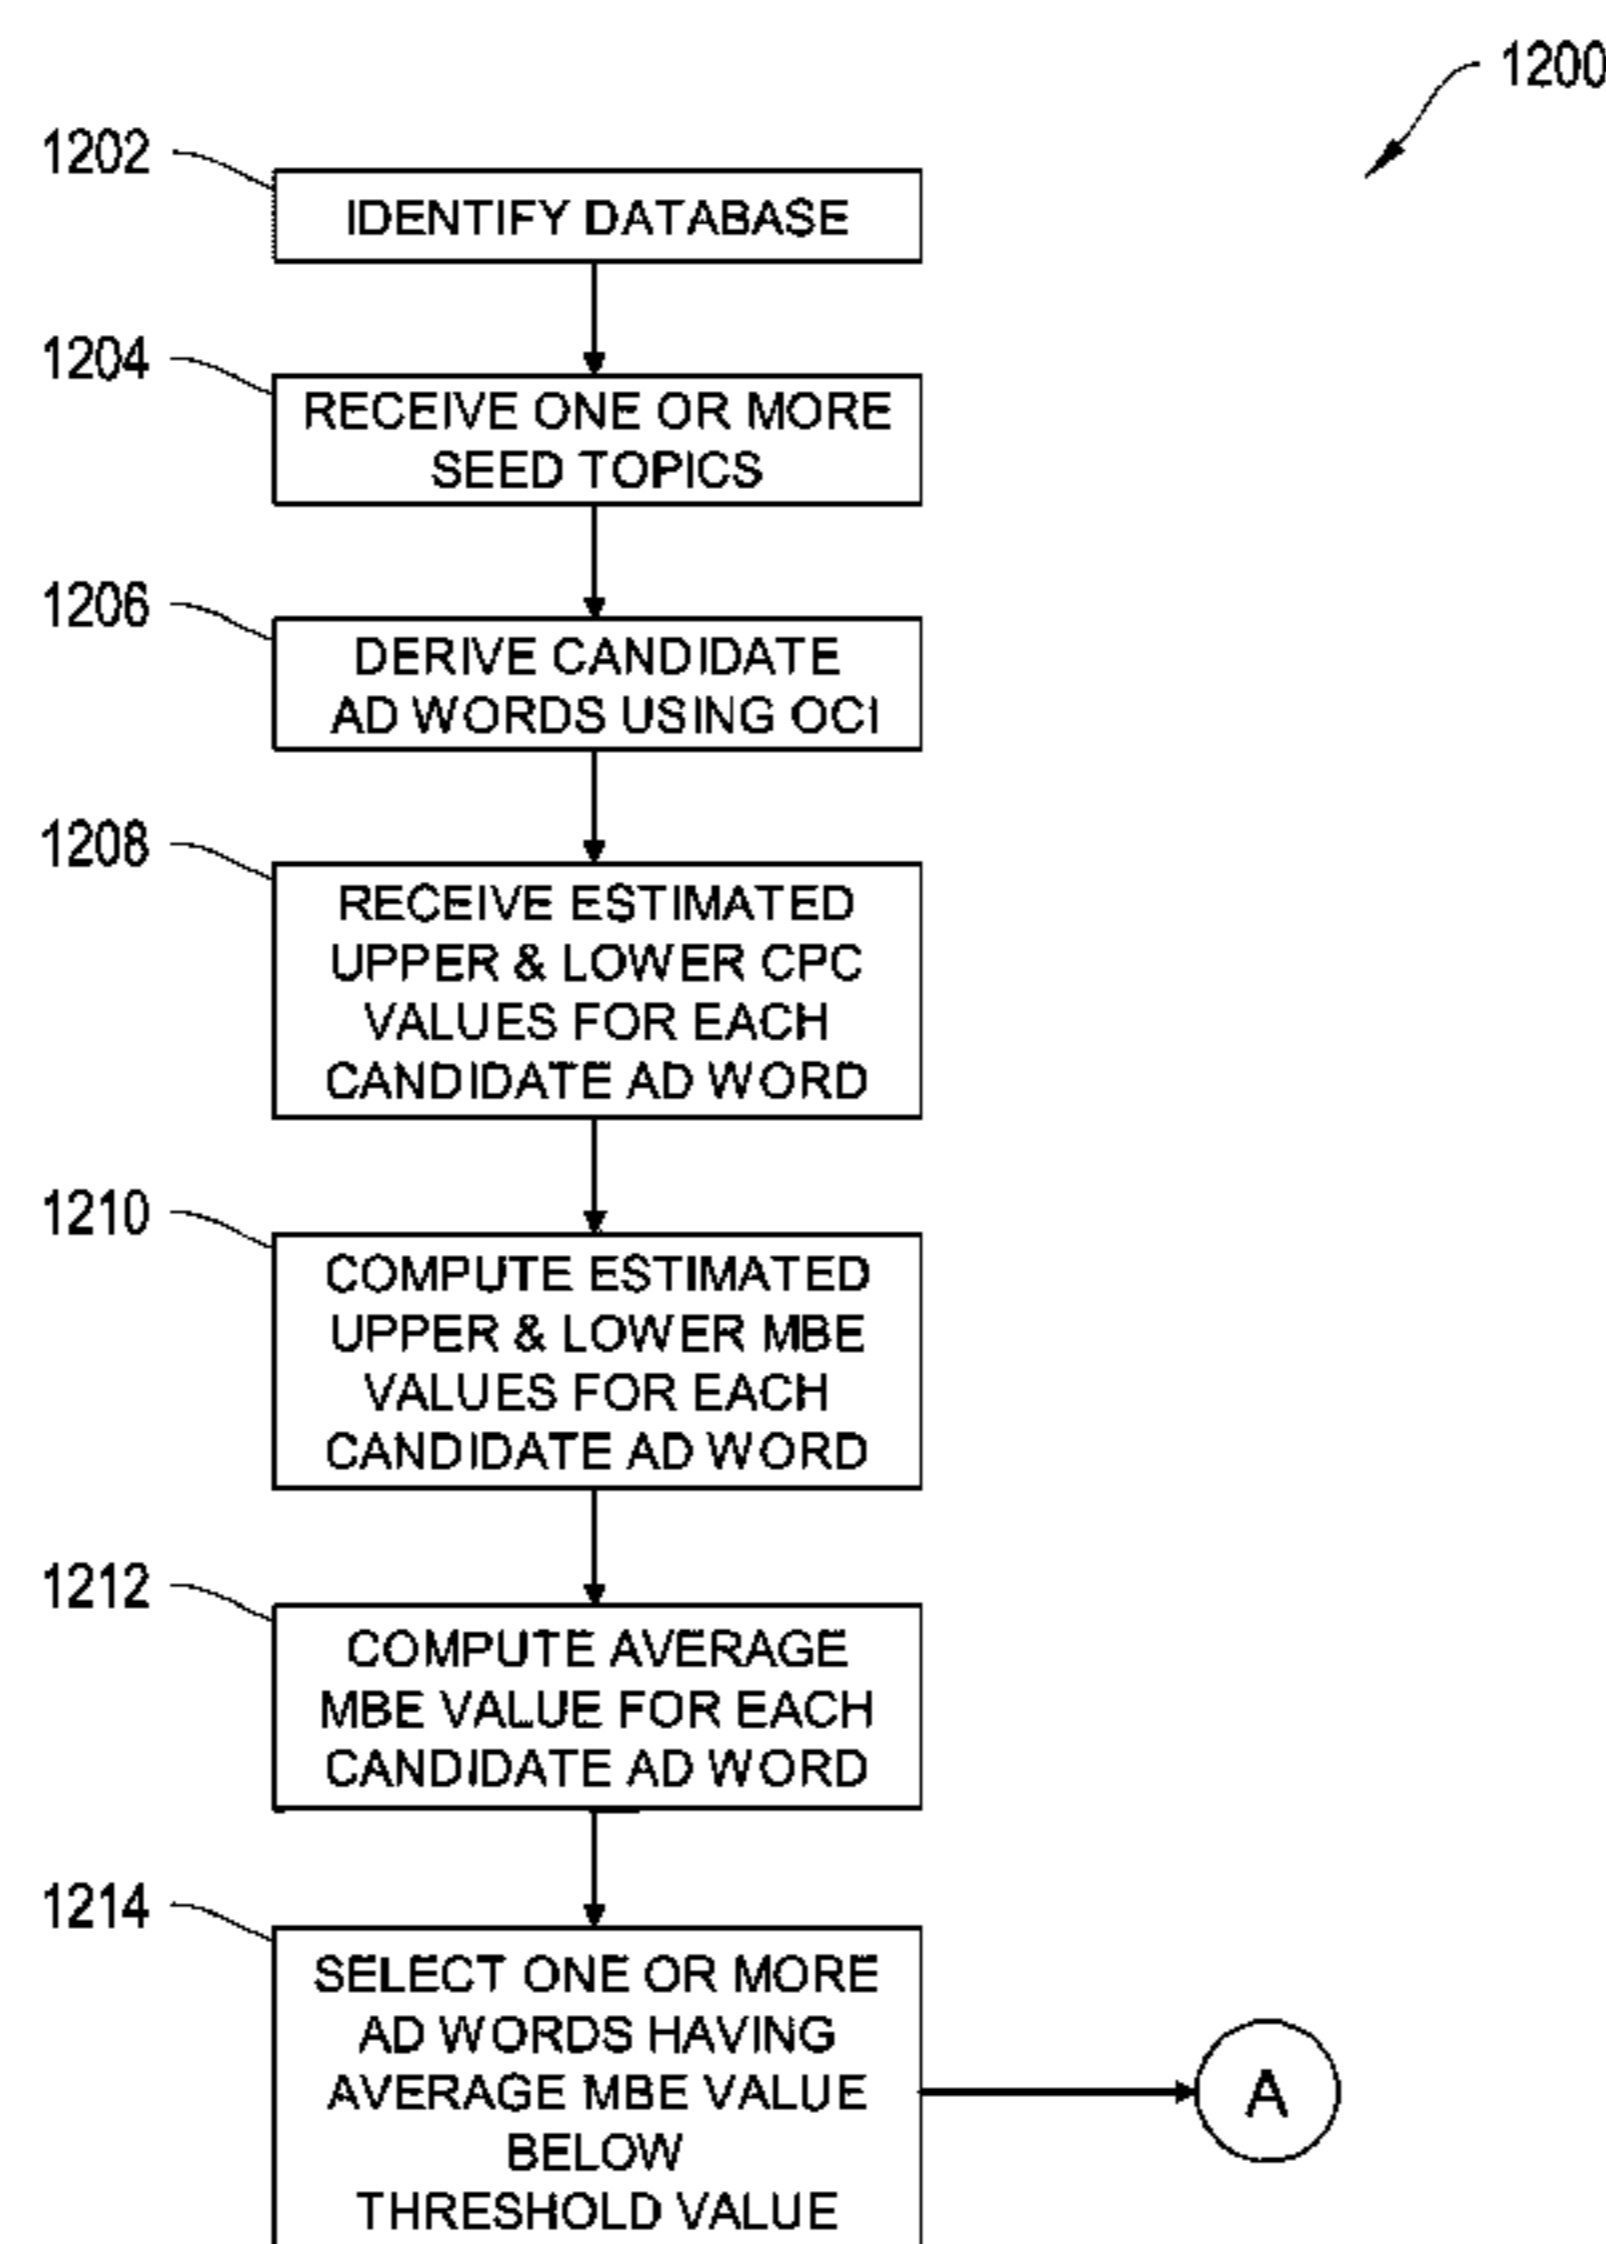 1200
1202
IDENTIFY DATABASE
1204
RECEIVE ONE OR MORE
SEED TOPICS
1206
DERIVE CANDIDATE
AD WORDS USING OCI
1208
RECEIVE ESTIMATED
UPPER & LOWER CPC
VALUES FOR EACH
CANDIDATE AD WORD
1210
COMPUTE ESTIMATED
UPPER & LOWER MBE
VALUES FOR EACH
CANDIDATE AD WORD
1212
COMPUTE AVERAGE
MBE VALUE FOR EACH
CANDIDATE AD WORD
1214
SELECT ONE OR MORE
AD WORDS HAVING
AVERAGE MBE VALUE
BELOW
THRESHOLD VALUE
A